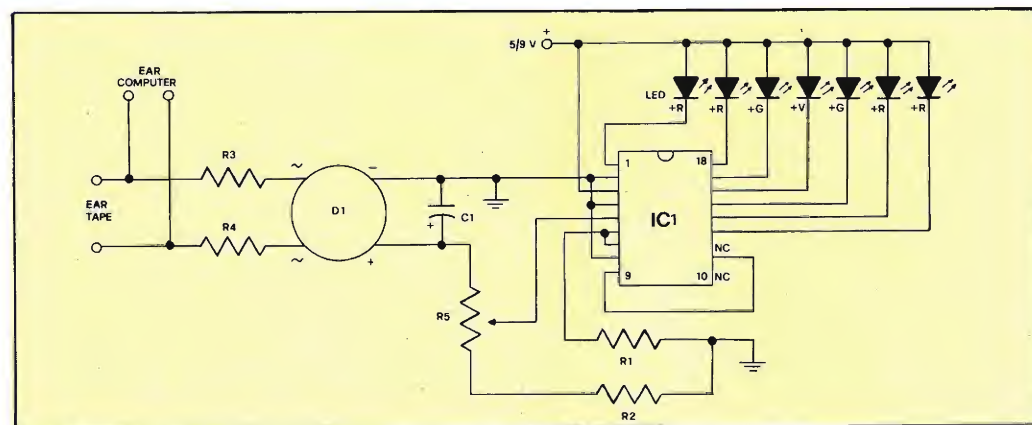 5/9 V +
EAR
COMPUTER
LED +R +R +G +V +G +R +R
R3
1 18
~ −
EAR
TAPE
D1
C1
+
IC1
R4
~ +
NC
9 10 NC
R5
R1
R2